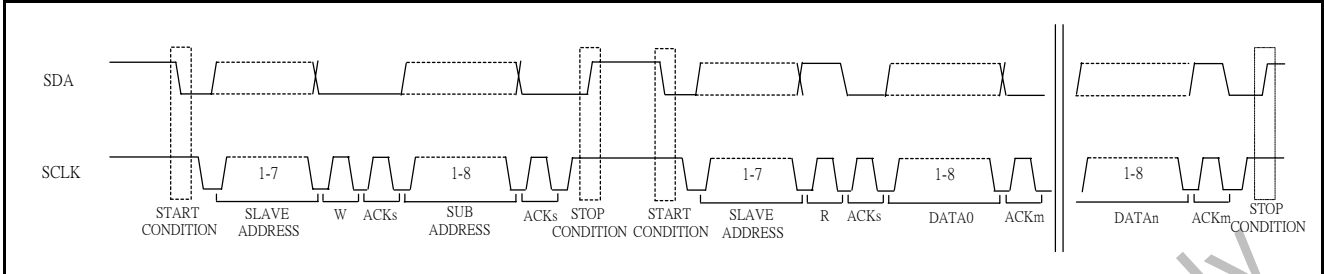 SDA
SCLK
1-7
1-8
1-7
1-8
1-8
START CONDITION
SLAVE ADDRESS
W
ACKs
SUB ADDRESS
ACKs
STOP CONDITION
START CONDITION
SLAVE ADDRESS
R
ACKs
DATA0
ACKm
DATAn
ACKm
STOP CONDITION
ly